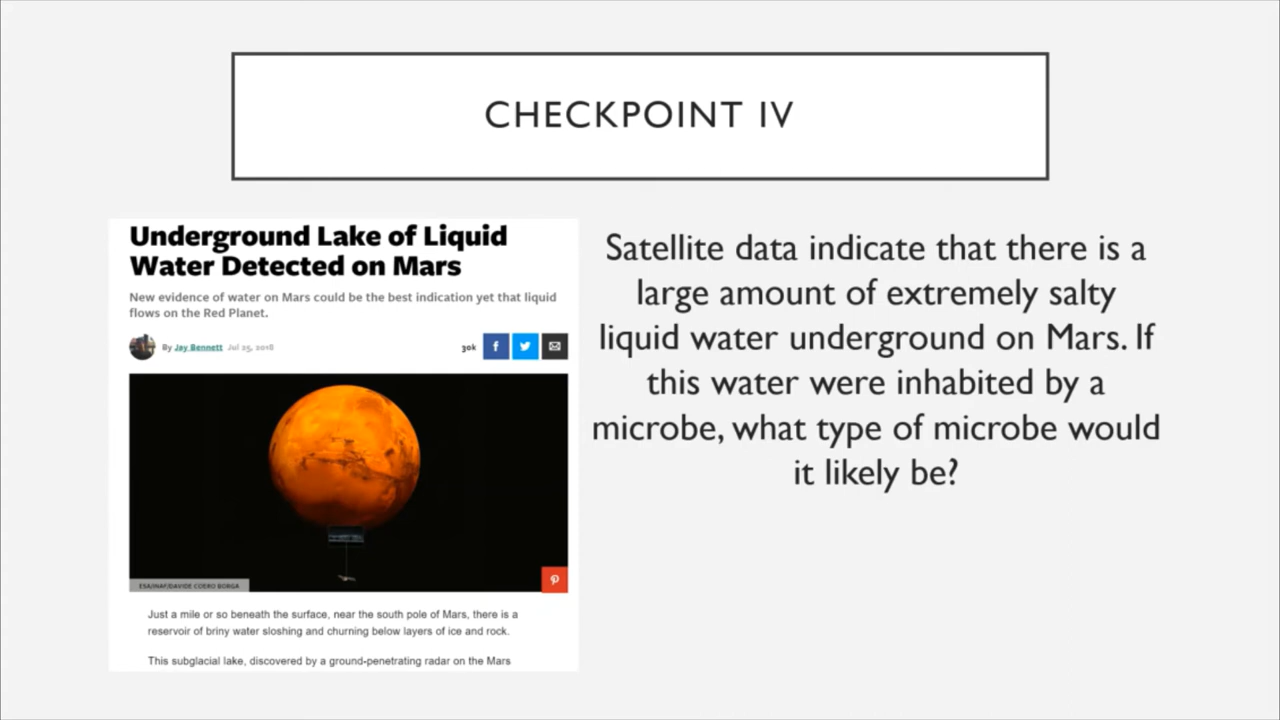 CHECKPOINT IV
Underground Lake of Liquid
Water Detected on Mars
New evidence of water on Mars could be the best indication yet that liquid
flows on the Red Planet.
By Jay Bennett Jul 25, 2018
30k
f
ESA/INAF/DAVIDE COERO BORGA
Just a mile or so beneath the surface, near the south pole of Mars, there is a
reservoir of briny water sloshing and churning below layers of ice and rock.
This subglacial lake, discovered by a ground-penetrating radar on the Mars
Satellite data indicate that there is a
large amount of extremely salty
liquid water underground on Mars. If
this water were inhabited by a
microbe, what type of microbe would
it likely be?